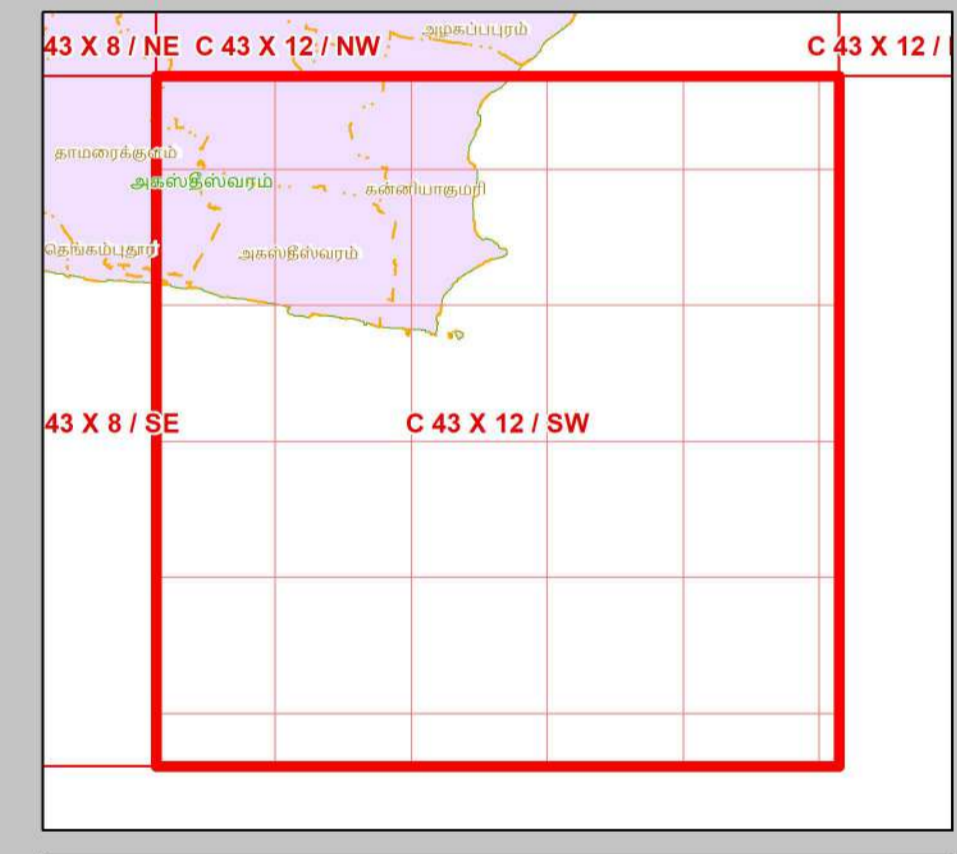 அழகப்பபுரம்
43 X 8 / NE
C 43 X 12 / NW
C 43 X 12 /
தாமரைக்குளம்
அகஸ்தீஸ்வரம்
கன்னியாகுமரி
தெங்கம்புதூர்
அகஸ்தீஸ்வரம்
43 X 8 / SE
C 43 X 12 / SW